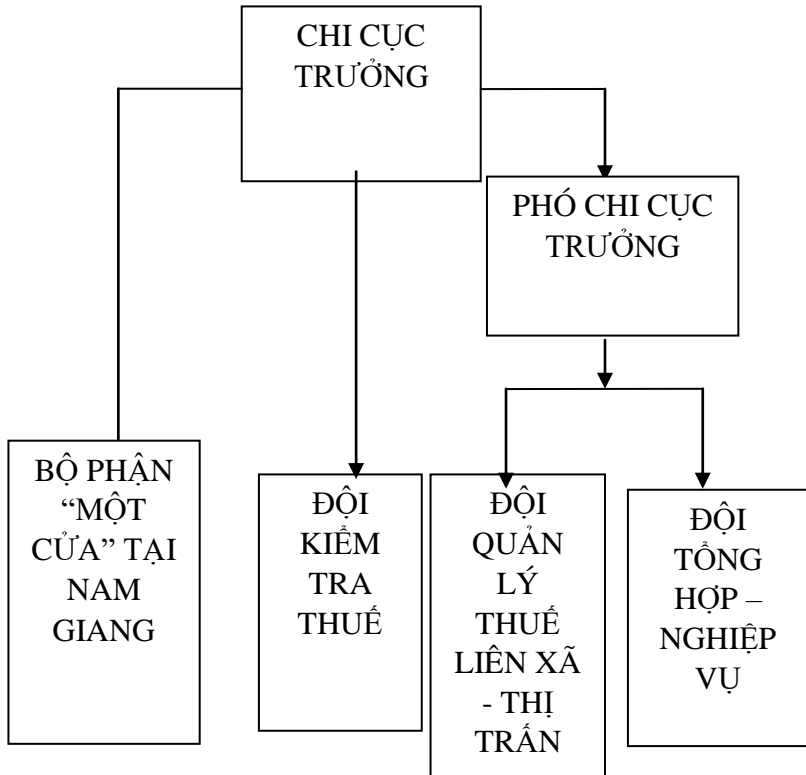 CHI CỤC
TRƯỞNG
PHÓ CHI CỤC
TRƯỞNG
BỘ PHẬN
“MỘT
CỬA” TẠI
NAM
GIANG
ĐỘI
KIỂM
TRA
THUẾ
ĐỘI
QUẢN
LÝ
THUẾ
LIÊN XÃ
- THỊ
TRẤN
ĐỘI
TỔNG
HỢP –
NGHIỆP
VỤ